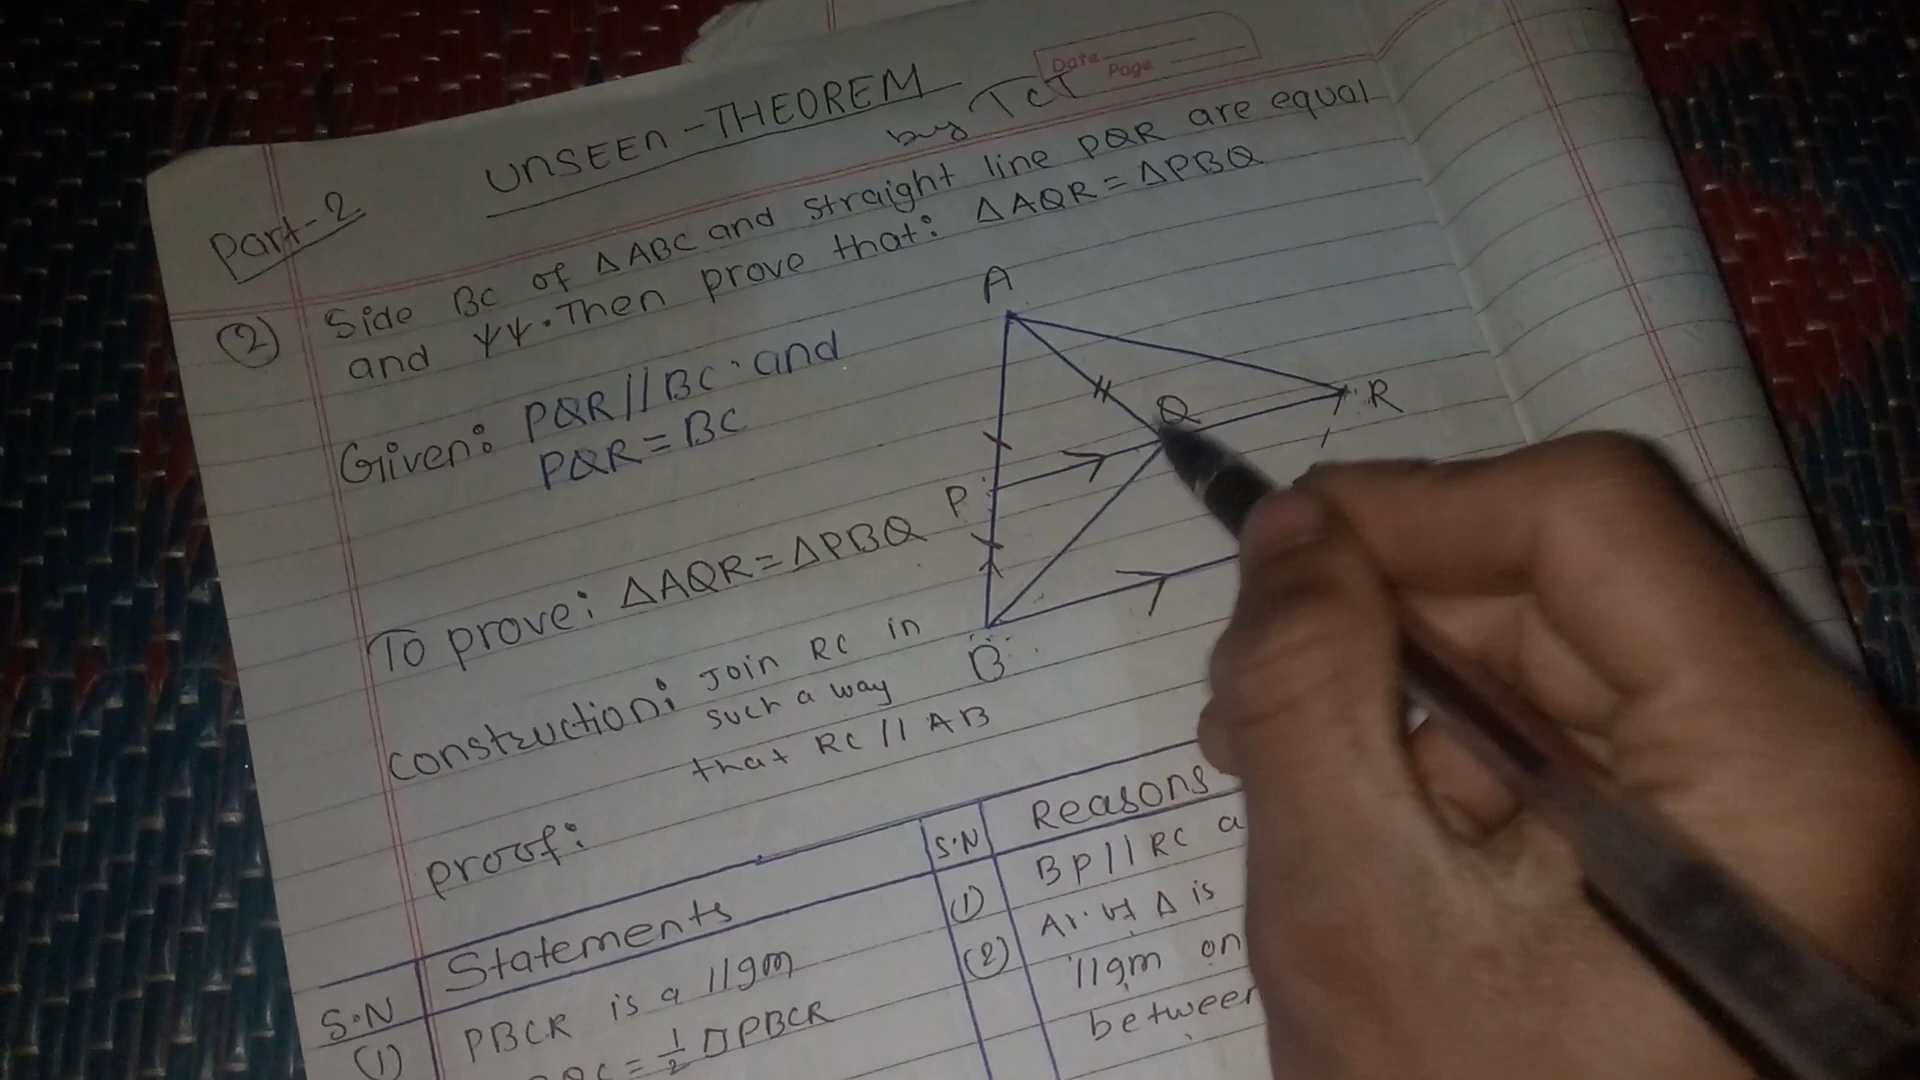 Date
Page
UNSEEn-THEOREM
by TCT
Part-2
(2) Side BC of ΔABC and straight line PQR are equal
and . Then prove that: ΔAQR = ΔPBQ
Given: PQR//BC. and
PQR = BC
To prove: ΔAQR = ΔPBQ
construction: Join RC in
such a way
that RC // AB
proof:
A
Q
R
P
B
S.N Statements S.N Reasons
(1) PBCR is a //gm (1) BP//RC a
= 1/2 ▱PBCR (2) Ar. of Δ is
//gm on
between